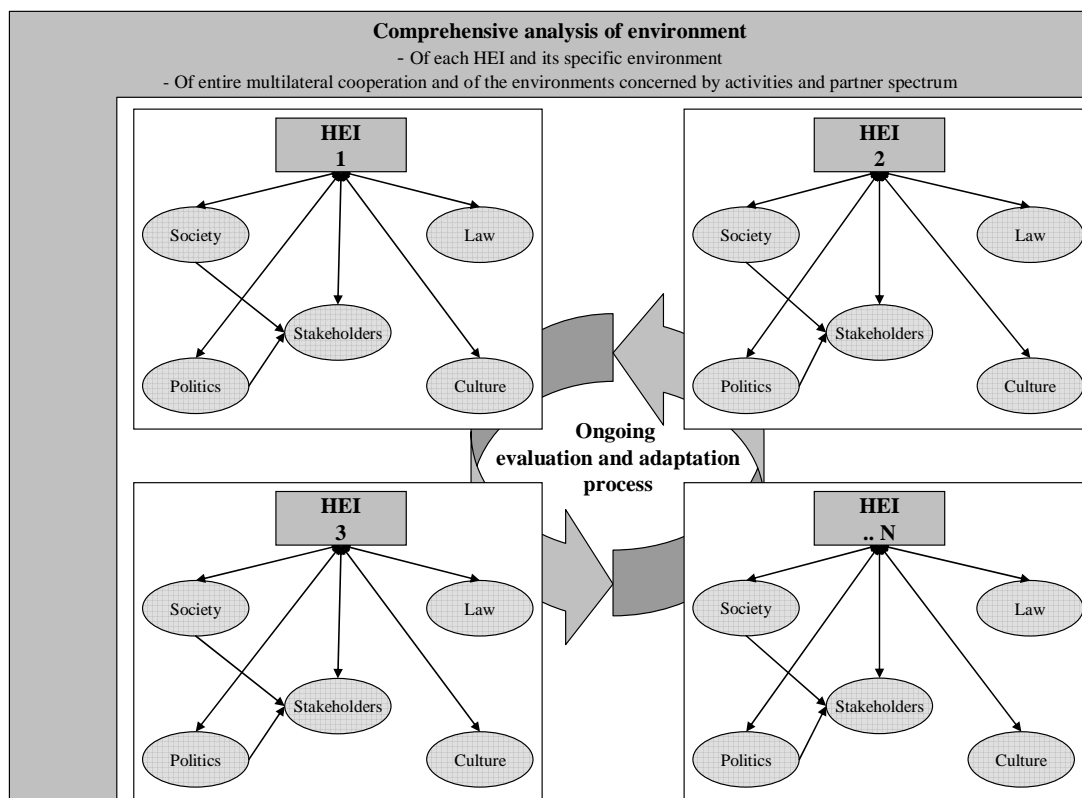 Comprehensive analysis of environment
- Of each HEI and its specific environment
- Of entire multilateral cooperation and of the environments concerned by activities and partner spectrum
HEI
1
Society
Law
Stakeholders
Politics
Culture
HEI
2
Society
Law
Stakeholders
Politics
Culture
Ongoing
evaluation and adaptation
process
HEI
3
Society
Law
Stakeholders
Politics
Culture
HEI
.. N
Society
Law
Stakeholders
Politics
Culture